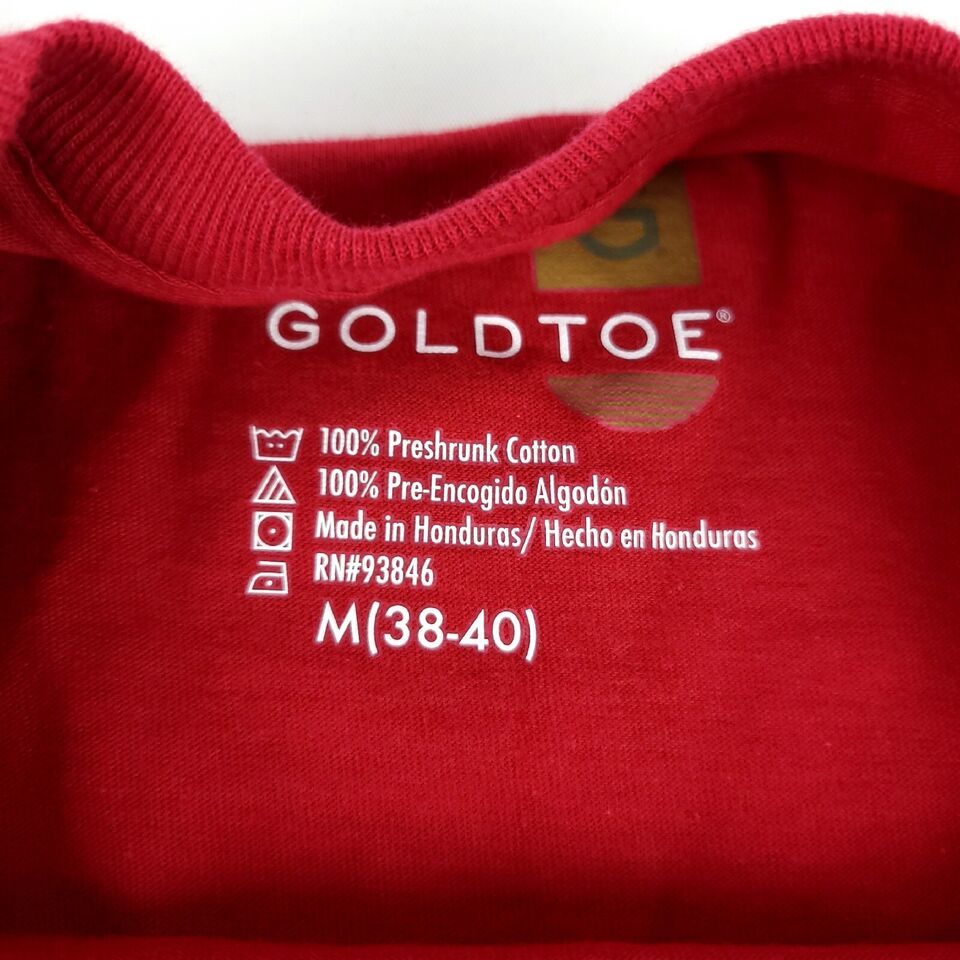 G
GOLDTOE®
100% Preshrunk Cotton
100% Pre-Encogido Algodón
Made in Honduras/ Hecho en Honduras
RN#93846
M(38-40)